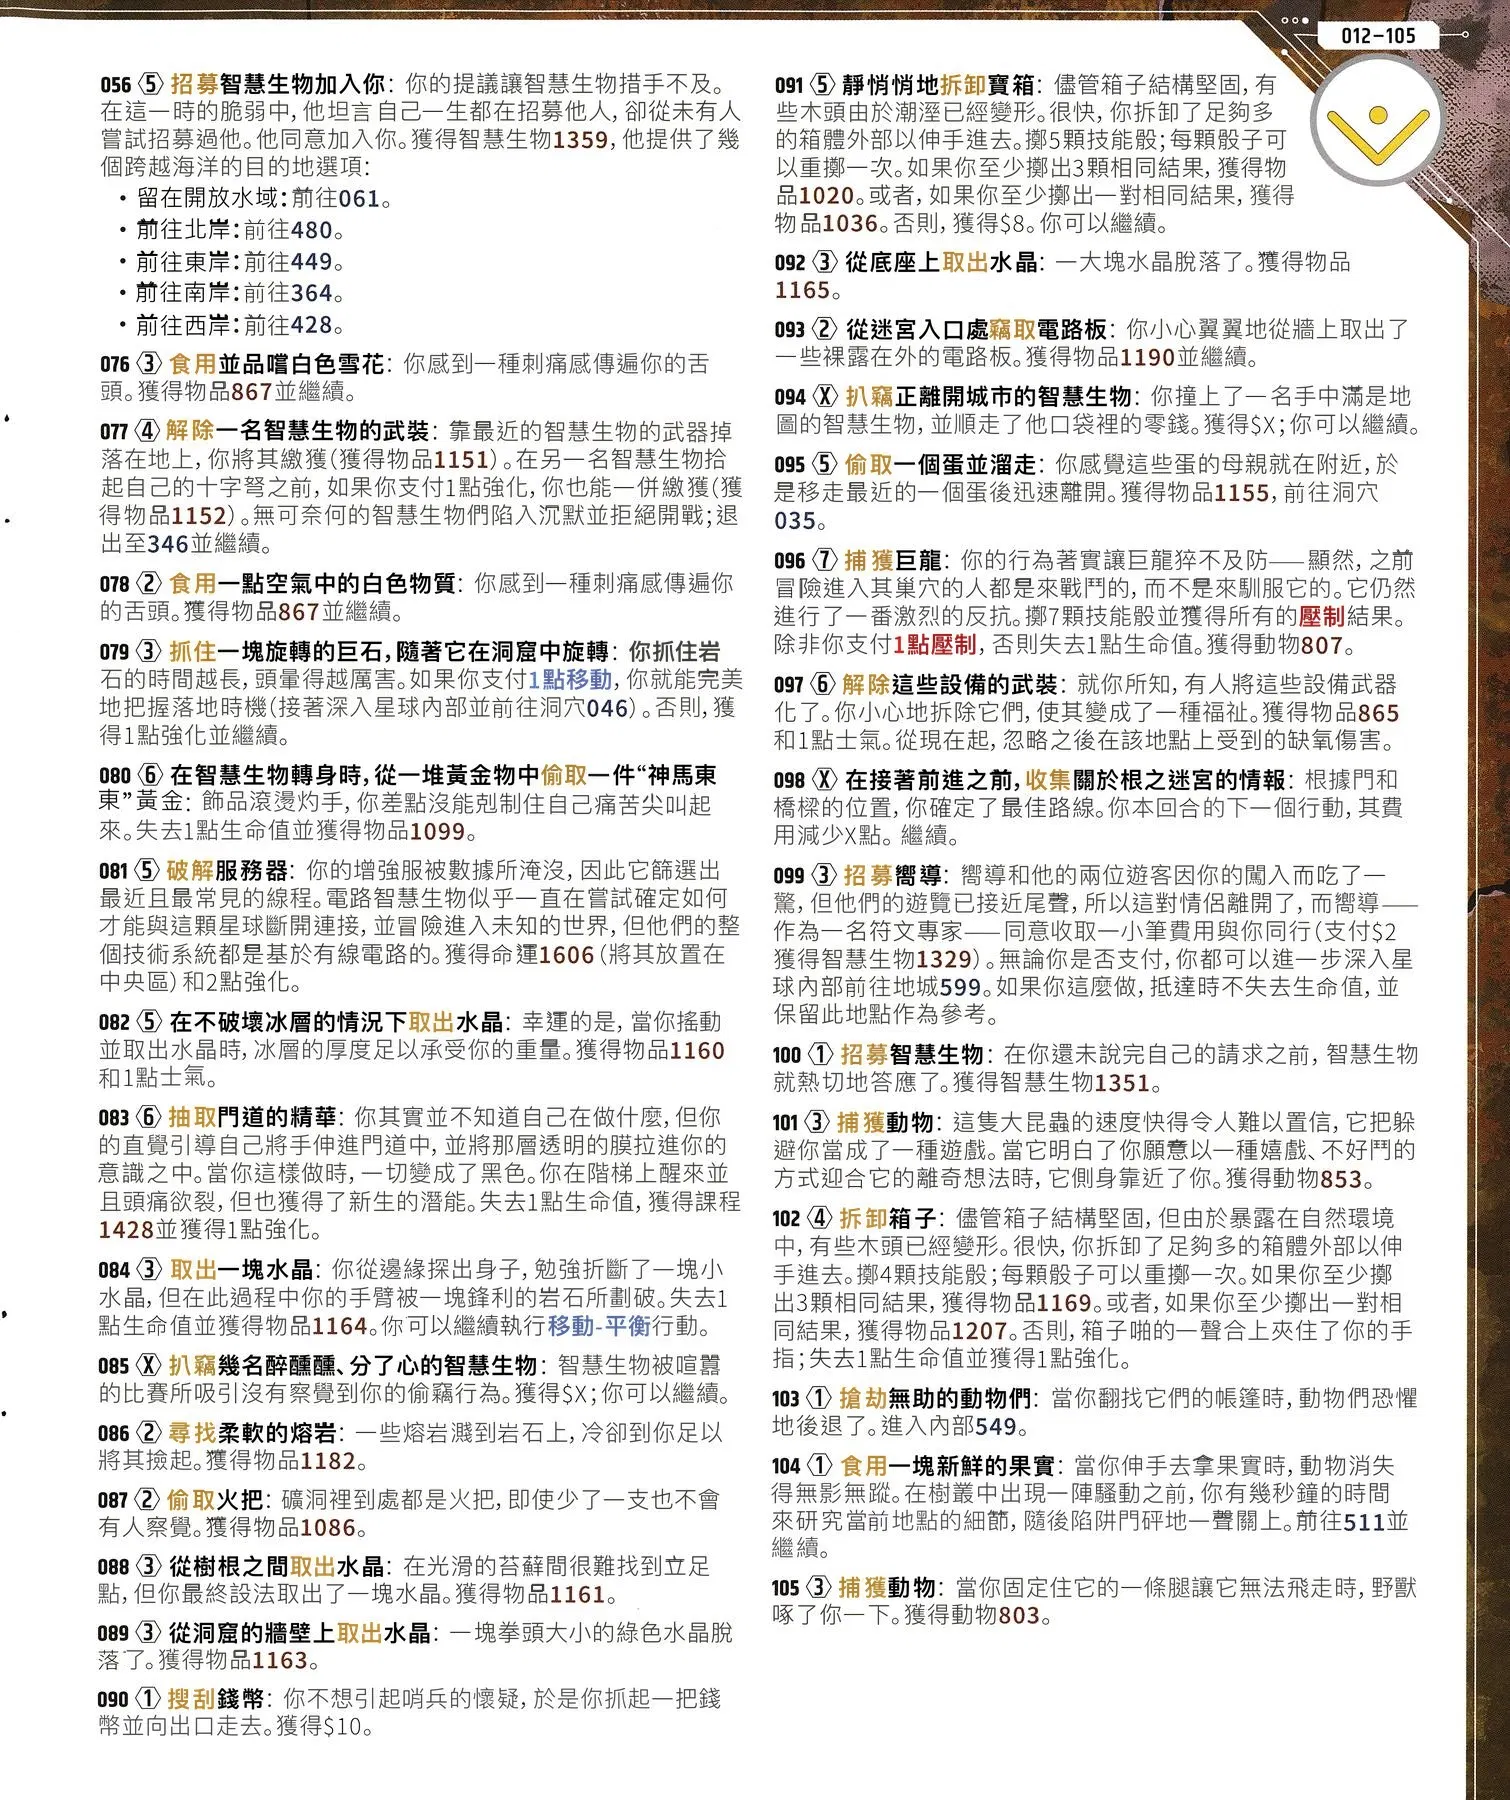 012–105
056 ⑤ 招募智慧生物加入你：你的提議讓智慧生物措手不及。
在這一時的脆弱中，他坦言自己一生都在招募他人，卻從未有人
嘗試招募過他。他同意加入你。獲得智慧生物1359，他提供了幾
個跨越海洋的目的地選項：
• 留在開放水域：前往061。
• 前往北岸：前往480。
• 前往東岸：前往449。
• 前往南岸：前往364。
• 前往西岸：前往428。
076 ③ 食用並品嚐白色雪花：你感到一種刺痛感傳遍你的舌
頭。獲得物品867並繼續。
077 ④ 解除一名智慧生物的武裝：靠最近的智慧生物的武器掉
落在地上，你將其繳獲（獲得物品1151）。在另一名智慧生物拾
起自己的十字弩之前，如果你支付1點強化，你也能一併繳獲（獲
得物品1152）。無可奈何的智慧生物們陷入沉默並拒絕開戰；退
出至346並繼續。
078 ② 食用一點空氣中的白色物質：你感到一種刺痛感傳遍你
的舌頭。獲得物品867並繼續。
079 ③ 抓住一塊旋轉的巨石，隨著它在洞窟中旋轉：你抓住岩
石的時間越長，頭暈得越厲害。如果你支付1點移動，你就能完美
地把握落地時機（接著深入星球內部並前往洞穴046）。否則，獲
得1點強化並繼續。
080 ⑥ 在智慧生物轉身時，從一堆黃金物中偷取一件“神馬東
東”黃金：飾品滾燙灼手，你差點沒能剋制住自己痛苦尖叫起
來。失去1點生命值並獲得物品1099。
081 ⑤ 破解服務器：你的增強服被數據所淹沒，因此它篩選出
最近且最常見的線程。電路智慧生物似乎一直在嘗試確定如何
才能與這顆星球斷開連接，並冒險進入未知的世界，但他們的整
個技術系統都是基於有線電路的。獲得命運1606（將其放置在
中央區）和2點強化。
082 ⑤ 在不破壞冰層的情況下取出水晶：幸運的是，當你搖動
並取出水晶時，冰層的厚度足以承受你的重量。獲得物品1160
和1點士氣。
083 ⑥ 抽取門道的精華：你其實並不知道自己在做什麼，但你
的直覺引導自己將手伸進門道中，並將那層透明的膜拉進你的
意識之中。當你這樣做時，一切變成了黑色。你在階梯上醒來並
且頭痛欲裂，但也獲得了新生的潛能。失去1點生命值，獲得課程
1428並獲得1點強化。
084 ③ 取出一塊水晶：你從邊緣探出身子，勉強折斷了一塊小
水晶，但在此過程中你的手臂被一塊鋒利的岩石所劃破。失去1
點生命值並獲得物品1164。你可以繼續執行移動-平衡行動。
085 Ⓧ 扒竊幾名醉醺醺、分了心的智慧生物：智慧生物被喧囂
的比賽所吸引沒有察覺到你的偷竊行為。獲得$X；你可以繼續。
086 ② 尋找柔軟的熔岩：一些熔岩濺到岩石上，冷卻到你足以
將其撿起。獲得物品1182。
087 ② 偷取火把：礦洞裡到處都是火把，即使少了一支也不會
有人察覺。獲得物品1086。
088 ③ 從樹根之間取出水晶：在光滑的苔蘚間很難找到立足
點，但你最終設法取出了一塊水晶。獲得物品1161。
089 ③ 從洞窟的牆壁上取出水晶：一塊拳頭大小的綠色水晶脫
落了。獲得物品1163。
090 ① 搜刮錢幣：你不想引起哨兵的懷疑，於是你抓起一把錢
幣並向出口走去。獲得$10。
091 ⑤ 靜悄悄地拆卸寶箱：儘管箱子結構堅固，有
些木頭由於潮溼已經變形。很快，你拆卸了足夠多
的箱體外部以伸手進去。擲5顆技能骰；每顆骰子可
以重擲一次。如果你至少擲出3顆相同結果，獲得物
品1020。或者，如果你至少擲出一對相同結果，獲得
物品1036。否則，獲得$8。你可以繼續。
092 ③ 從底座上取出水晶：一大塊水晶脫落了。獲得物品
1165。
093 ② 從迷宮入口處竊取電路板：你小心翼翼地從牆上取出了
一些裸露在外的電路板。獲得物品1190並繼續。
094 Ⓧ 扒竊正離開城市的智慧生物：你撞上了一名手中滿是地
圖的智慧生物，並順走了他口袋裡的零錢。獲得$X；你可以繼續。
095 ⑤ 偷取一個蛋並溜走：你感覺這些蛋的母親就在附近，於
是移走最近的一個蛋後迅速離開。獲得物品1155，前往洞穴
035。
096 ⑦ 捕獲巨龍：你的行為著實讓巨龍猝不及防——顯然，之前
冒險進入其巢穴的人都是來戰鬥的，而不是來馴服它的。它仍然
進行了一番激烈的反抗。擲7顆技能骰並獲得所有的壓制結果。
除非你支付1點壓制，否則失去1點生命值。獲得動物807。
097 ⑥ 解除這些設備的武裝：就你所知，有人將這些設備武器
化了。你小心地拆除它們，使其變成了一種福祉。獲得物品865
和1點士氣。從現在起，忽略之後在該地點上受到的缺氧傷害。
098 Ⓧ 在接著前進之前，收集關於根之迷宮的情報：根據門和
橋樑的位置，你確定了最佳路線。你本回合的下一個行動，其費
用減少X點。繼續。
099 ③ 招募嚮導：嚮導和他的兩位遊客因你的闖入而吃了一
驚，但他們的遊覽已接近尾聲，所以這對情侶離開了，而嚮導——
作為一名符文專家——同意收取一小筆費用與你同行（支付$2
獲得智慧生物1329）。無論你是否支付，你都可以進一步深入星
球內部前往地城599。如果你這麼做，抵達時不失去生命值，並
保留此地點作為參考。
100 ① 招募智慧生物：在你還未說完自己的請求之前，智慧生物
就熱切地答應了。獲得智慧生物1351。
101 ③ 捕獲動物：這隻大昆蟲的速度快得令人難以置信，它把躲
避你當成了一種遊戲。當它明白了你願意以一種嬉戲、不好鬥的
方式迎合它的離奇想法時，它側身靠近了你。獲得動物853。
102 ④ 拆卸箱子：儘管箱子結構堅固，但由於暴露在自然環境
中，有些木頭已經變形。很快，你拆卸了足夠多的箱體外部以伸
手進去。擲4顆技能骰；每顆骰子可以重擲一次。如果你至少擲
出3顆相同結果，獲得物品1169。或者，如果你至少擲出一對相
同結果，獲得物品1207。否則，箱子啪的一聲合上夾住了你的手
指；失去1點生命值並獲得1點強化。
103 ① 搶劫無助的動物們：當你翻找它們的帳篷時，動物們恐懼
地後退了。進入內部549。
104 ① 食用一塊新鮮的果實：當你伸手去拿果實時，動物消失
得無影無蹤。在樹叢中出現一陣騷動之前，你有幾秒鐘的時間
來研究當前地點的細節，隨後陷阱門砰地一聲關上。前往511並
繼續。
105 ③ 捕獲動物：當你固定住它的一條腿讓它無法飛走時，野獸
啄了你一下。獲得動物803。